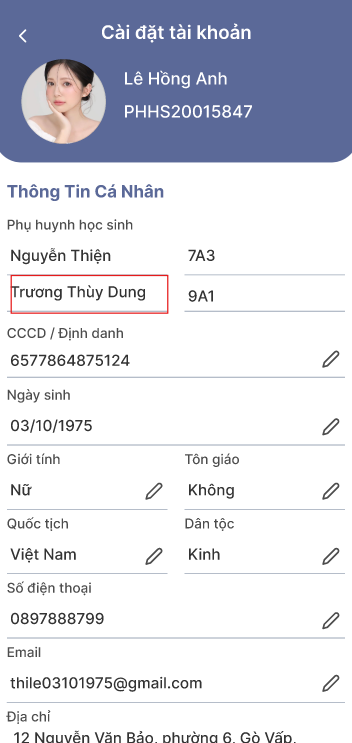 Cài đặt tài khoản
Lê Hồng Anh
PHHS20015847
Thông Tin Cá Nhân
Phụ huynh học sinh
Nguyễn Thiện 7A3
Trương Thùy Dung 9A1
CCCD / Định danh
6577864875124
Ngày sinh
03/10/1975
Giới tính Tôn giáo
Nữ Không
Quốc tịch Dân tộc
Việt Nam Kinh
Số điện thoại
0897888799
Email
thile03101975@gmail.com
Địa chỉ
12 Nguyễn Văn Bảo, phường 6, Gò Vấp,